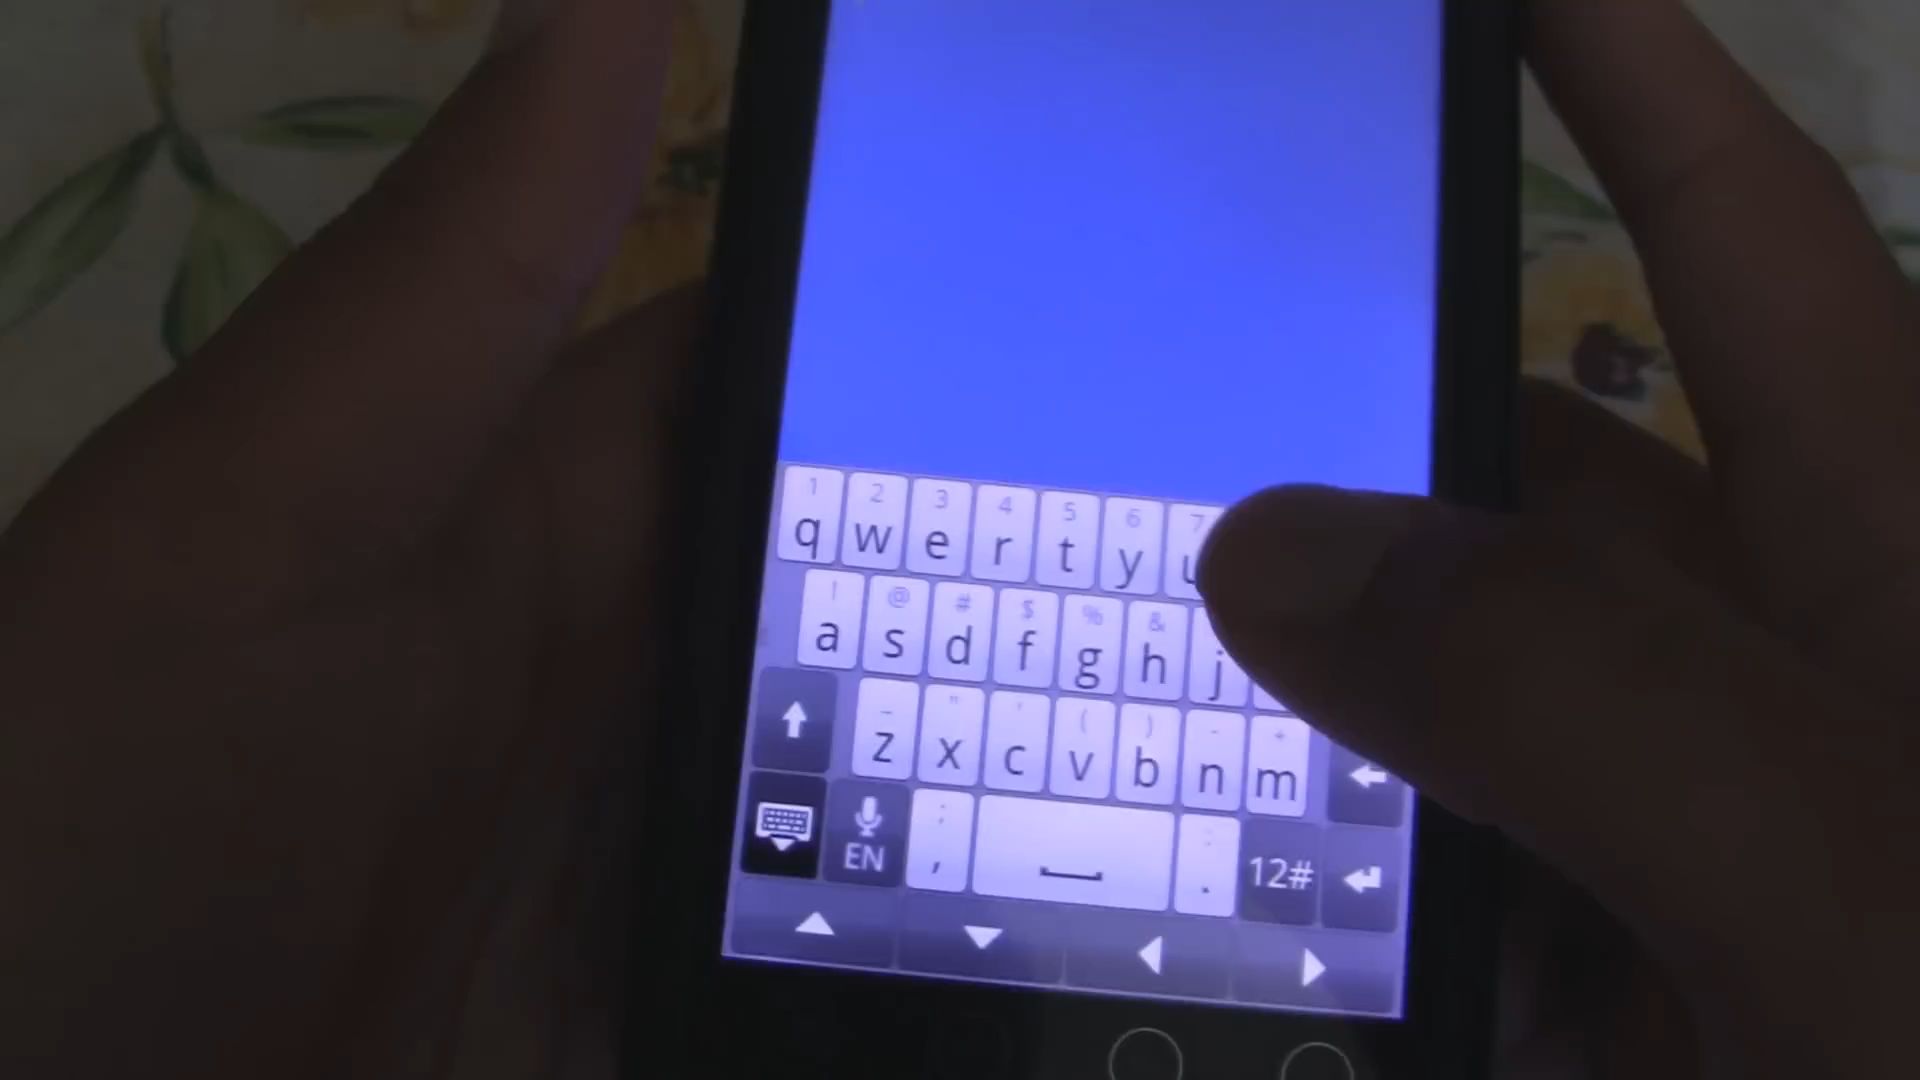 1 2 3 4 5 6 7
q w e r t y u
! @ # $ % &
a s d f g h j
_ " ' ( ) - +
z x c v b n m
EN , . 12#